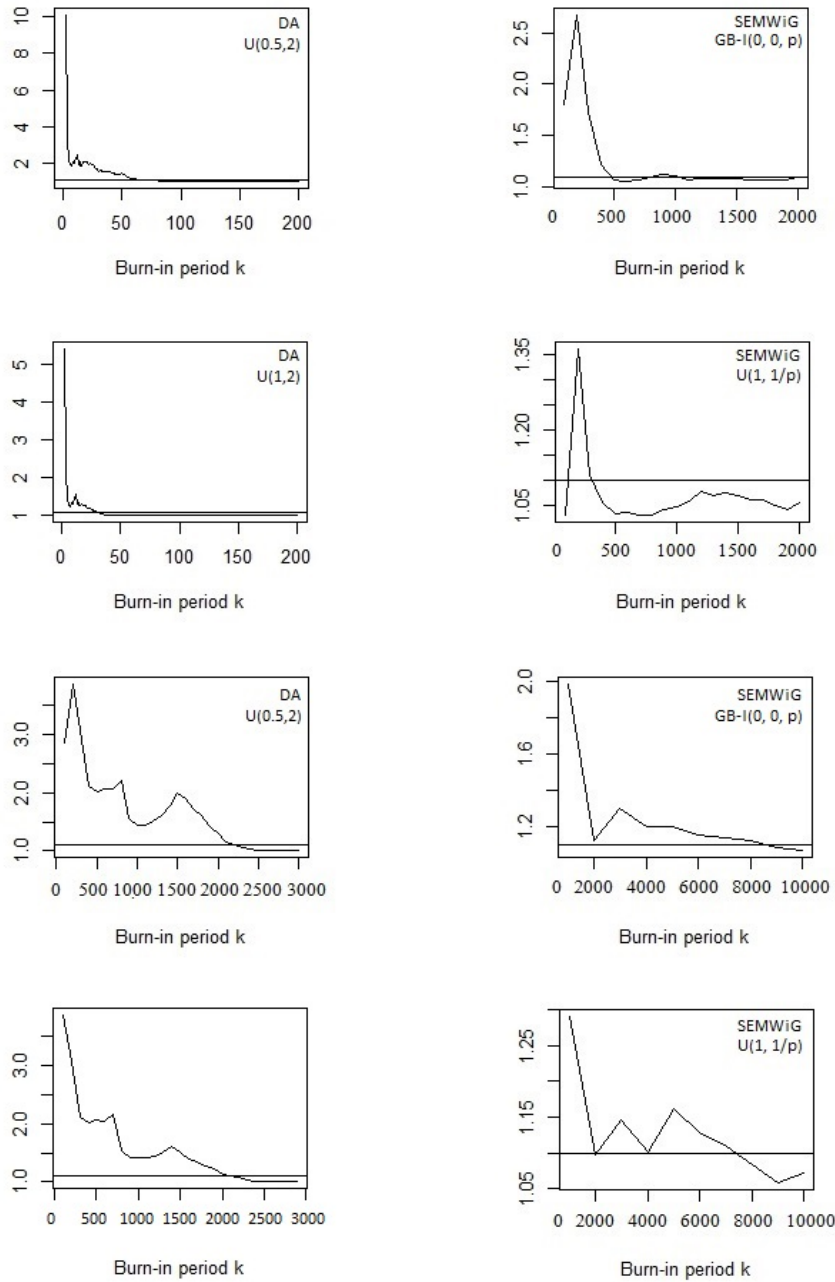 10
8
6
4
2
DA
U(0.5,2)
0 50 100 150 200
Burn-in period k
2.5
2.0
1.5
1.0
SEMWiG
GB-I(0, 0, p)
0 500 1000 1500 2000
Burn-in period k
5
4
3
2
1
DA
U(1,2)
0 50 100 150 200
Burn-in period k
1.35
1.20
1.05
SEMWiG
U(1, 1/p)
0 500 1000 1500 2000
Burn-in period k
3.0
2.0
1.0
DA
U(0.5,2)
0 500 1000 1500 2000 2500 3000
Burn-in period k
2.0
1.6
1.2
SEMWiG
GB-I(0, 0, p)
0 2000 4000 6000 8000 10000
Burn-in period k
3.0
2.0
1.0
0 500 1000 1500 2000 2500 3000
Burn-in period k
1.25
1.15
1.05
SEMWiG
U(1, 1/p)
0 2000 4000 6000 8000 10000
Burn-in period k